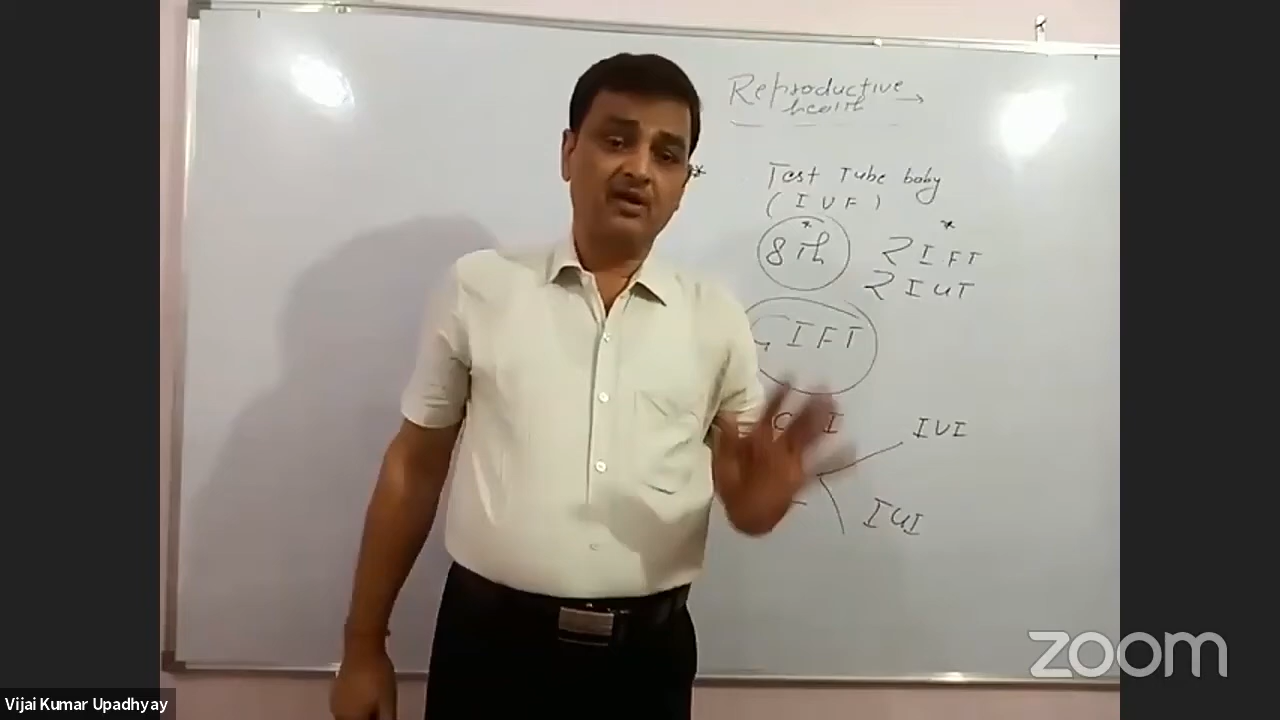 Reproductive →
health
**
Test Tube baby
(IVF)
*
8Th
*
ZIFT
ZIUT
GIFT
IVI
IUI
zoom
Vijai Kumar Upadhyay